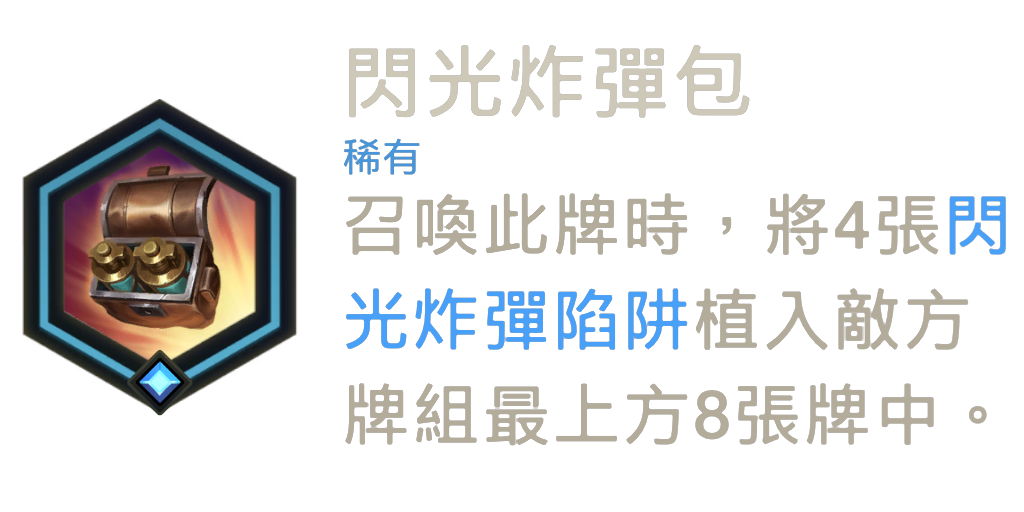 閃光炸彈包
稀有
召喚此牌時，將4張閃
光炸彈陷阱植入敵方
牌組最上方8張牌中。